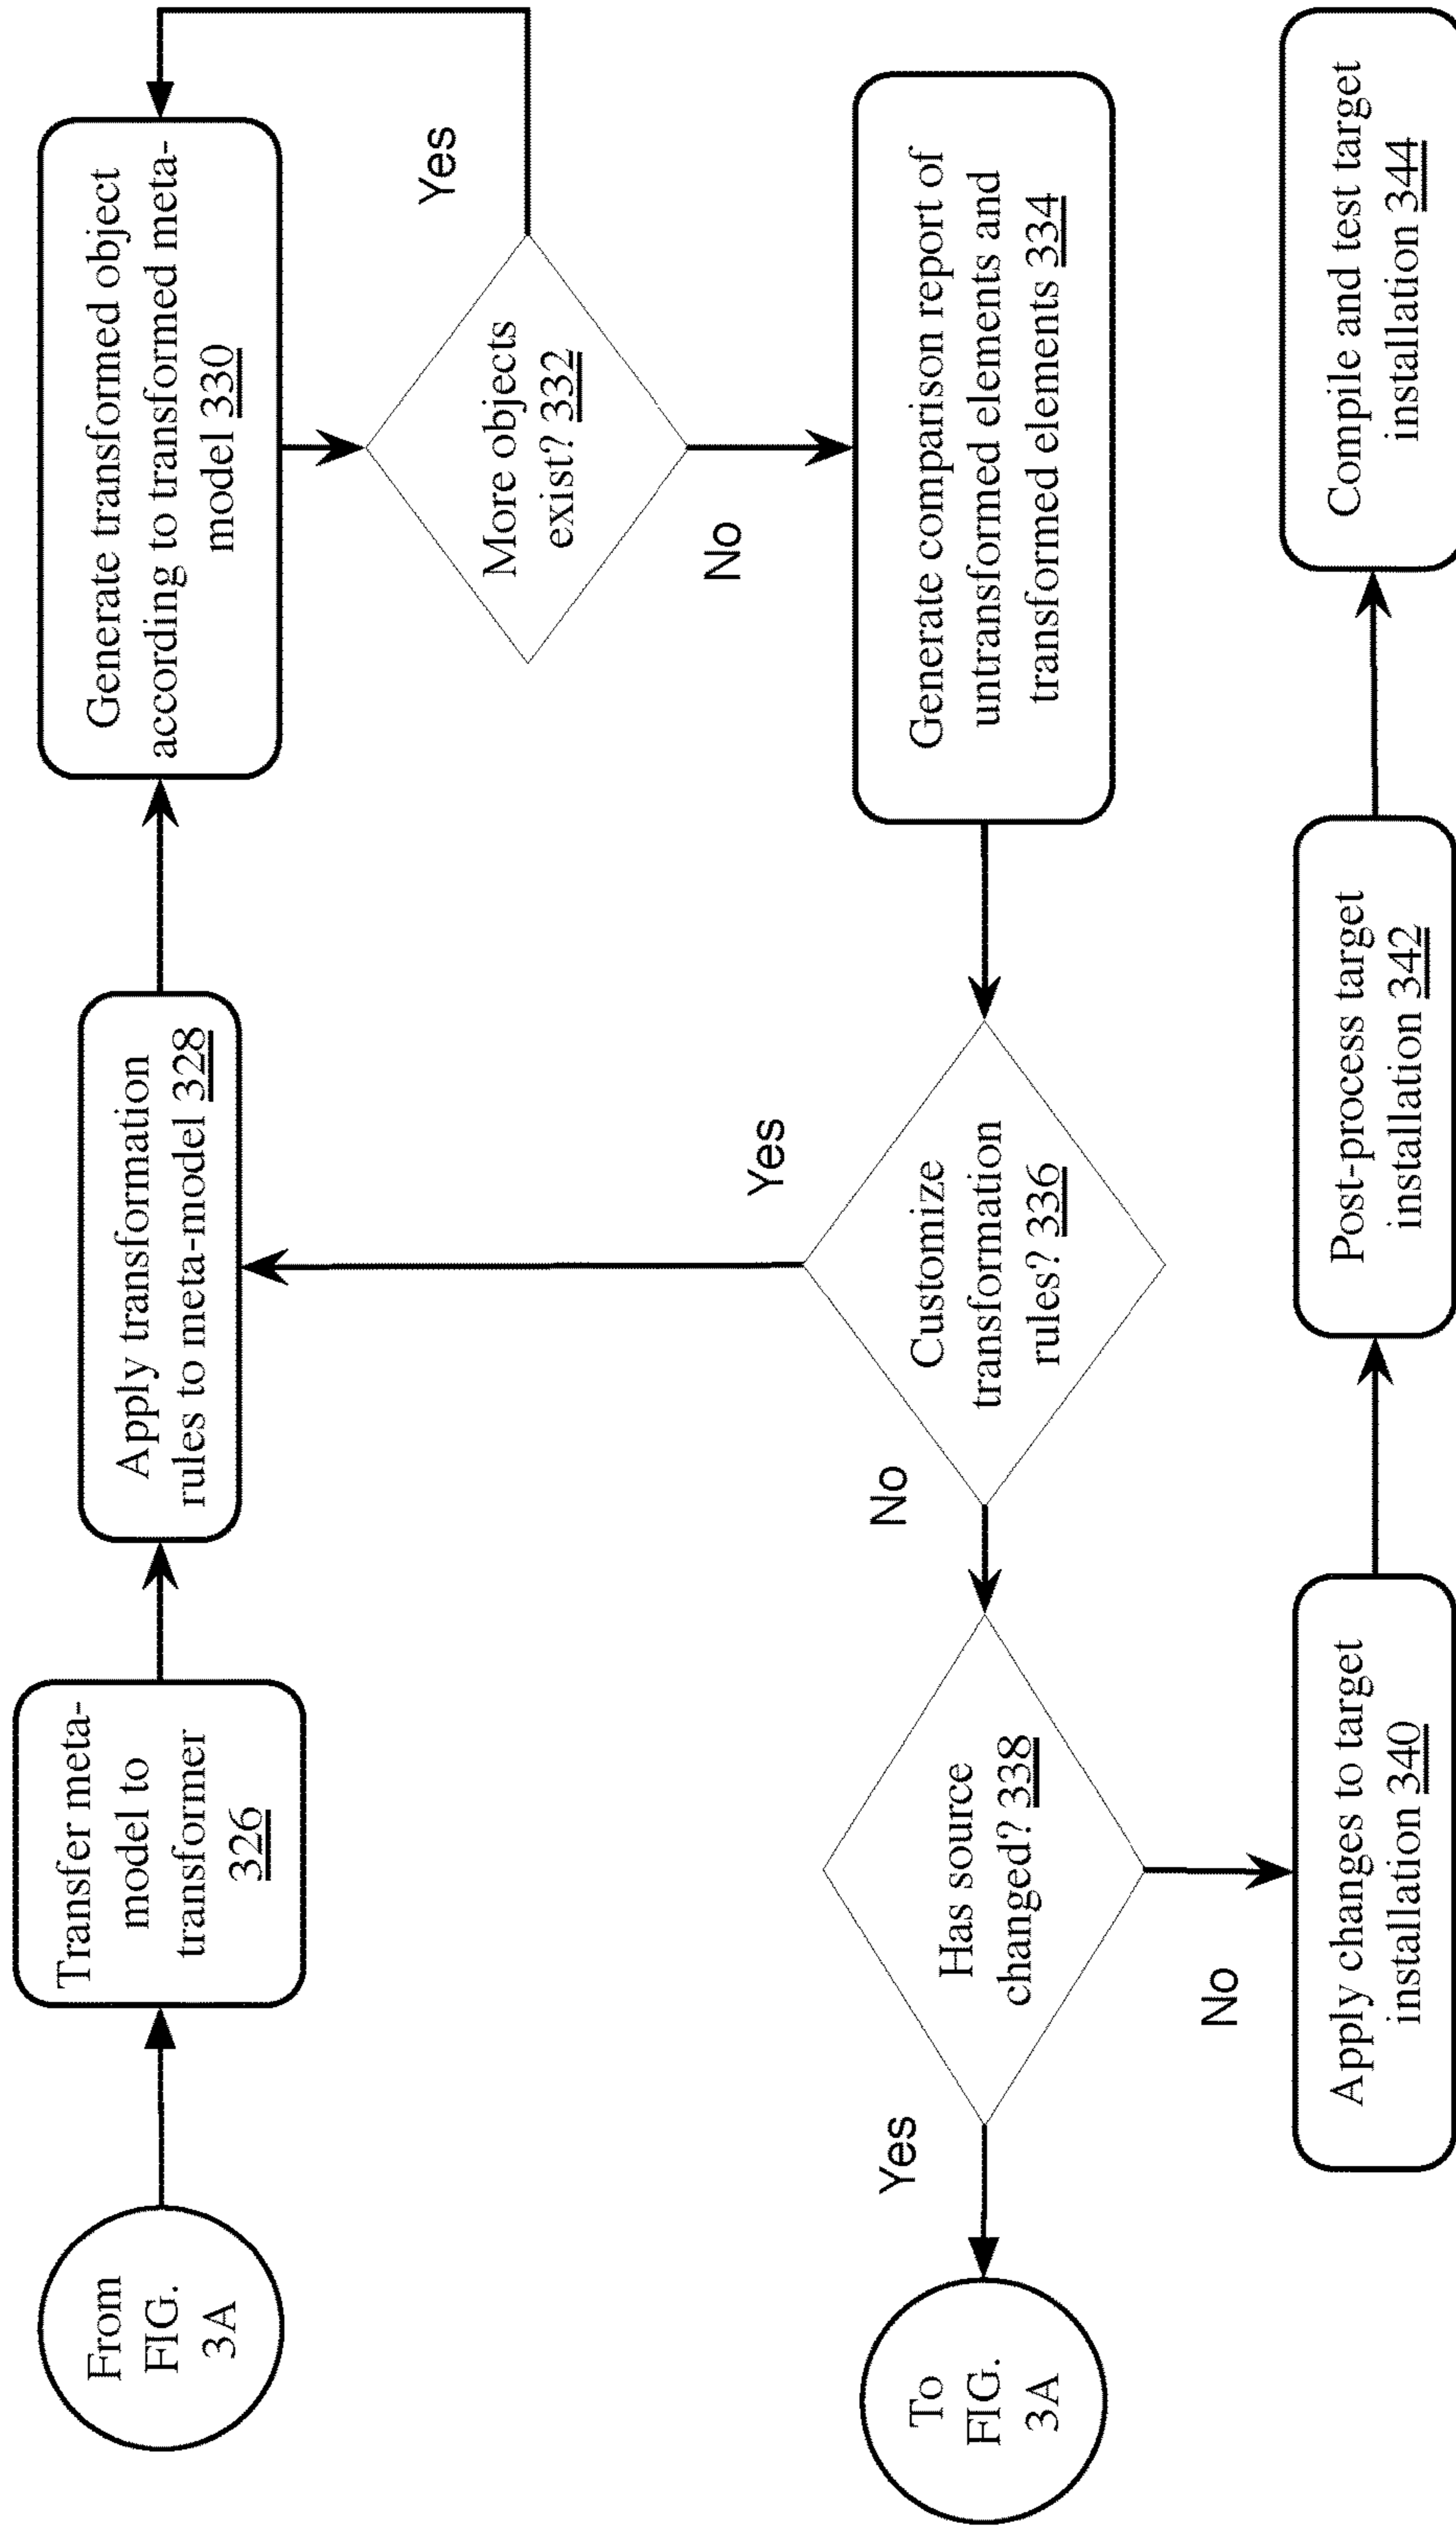 From
FIG.
3A
Transfer meta-
model to
transformer
326
Apply transformation
rules to meta-model 328
Generate transformed object
according to transformed meta-
model 330
Yes
More objects
exist? 332
No
Generate comparison report of
untransformed elements and
transformed elements 334
Yes
Customize
transformation
rules? 336
No
Has source
changed? 338
Yes
To
FIG.
3A
No
Apply changes to target
installation 340
Post-process target
installation 342
Compile and test target
installation 344